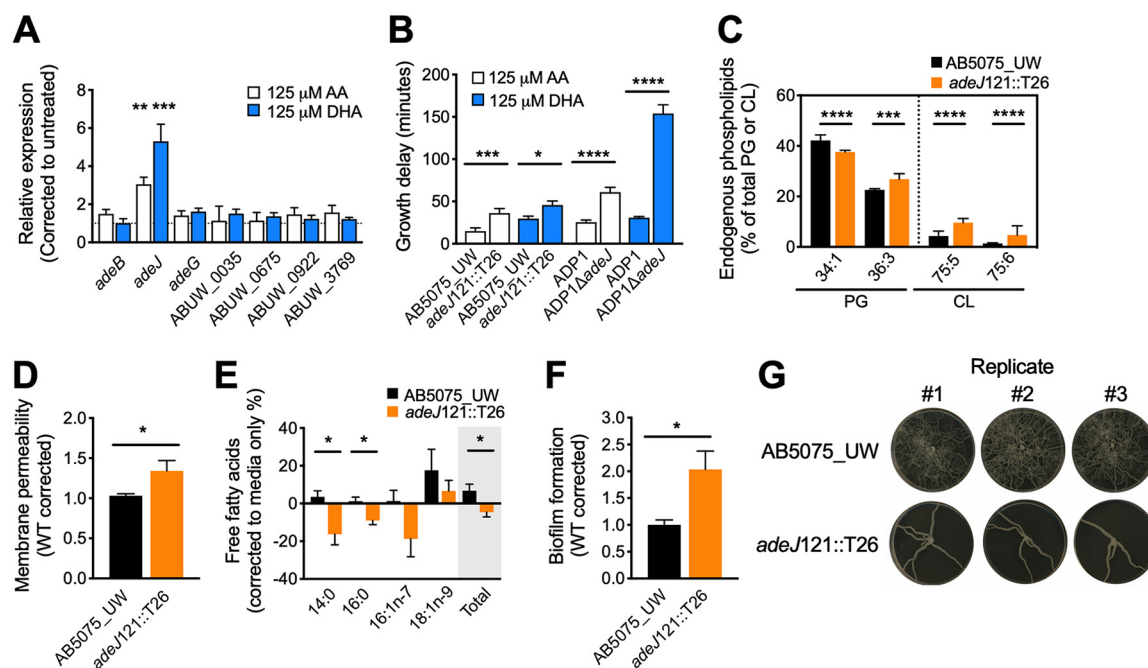 A
Relative expression
(Corrected to untreated)
8
6
4
2
0
** ***
125 μM AA
125 μM DHA
adeB
adeJ
adeG
ABUW_0035
ABUW_0675
ABUW_0922
ABUW_3769
B
Growth delay (minutes)
200
150
100
50
0
125 μM AA
125 μM DHA
***
*
****
****
AB5075_UW
adeJ121::T26
AB5075_UW
adeJ121::T26
ADP1
ADP1ΔadeJ
ADP1
ADP1ΔadeJ
C
AB5075_UW
adeJ121::T26
Endogenous phospholipids
(% of total PG or CL)
60
40
20
0
****
***
****
****
34:1
36:3
75:5
75:6
PG
CL
D
Membrane permeability
(WT corrected)
2.0
1.5
1.0
0.5
0.0
*
AB5075_UW
adeJ121::T26
E
AB5075_UW
adeJ121::T26
Free fatty acids
(corrected to media only %)
40
20
0
-20
-40
*
*
*
14:0
16:0
16:1n-7
18:1n-9
Total
F
Biofilm formation
(WT corrected)
3.0
2.5
2.0
1.5
1.0
0.5
0.0
*
AB5075_UW
adeJ121::T26
G
Replicate
#1 #2 #3
AB5075_UW
adeJ121::T26